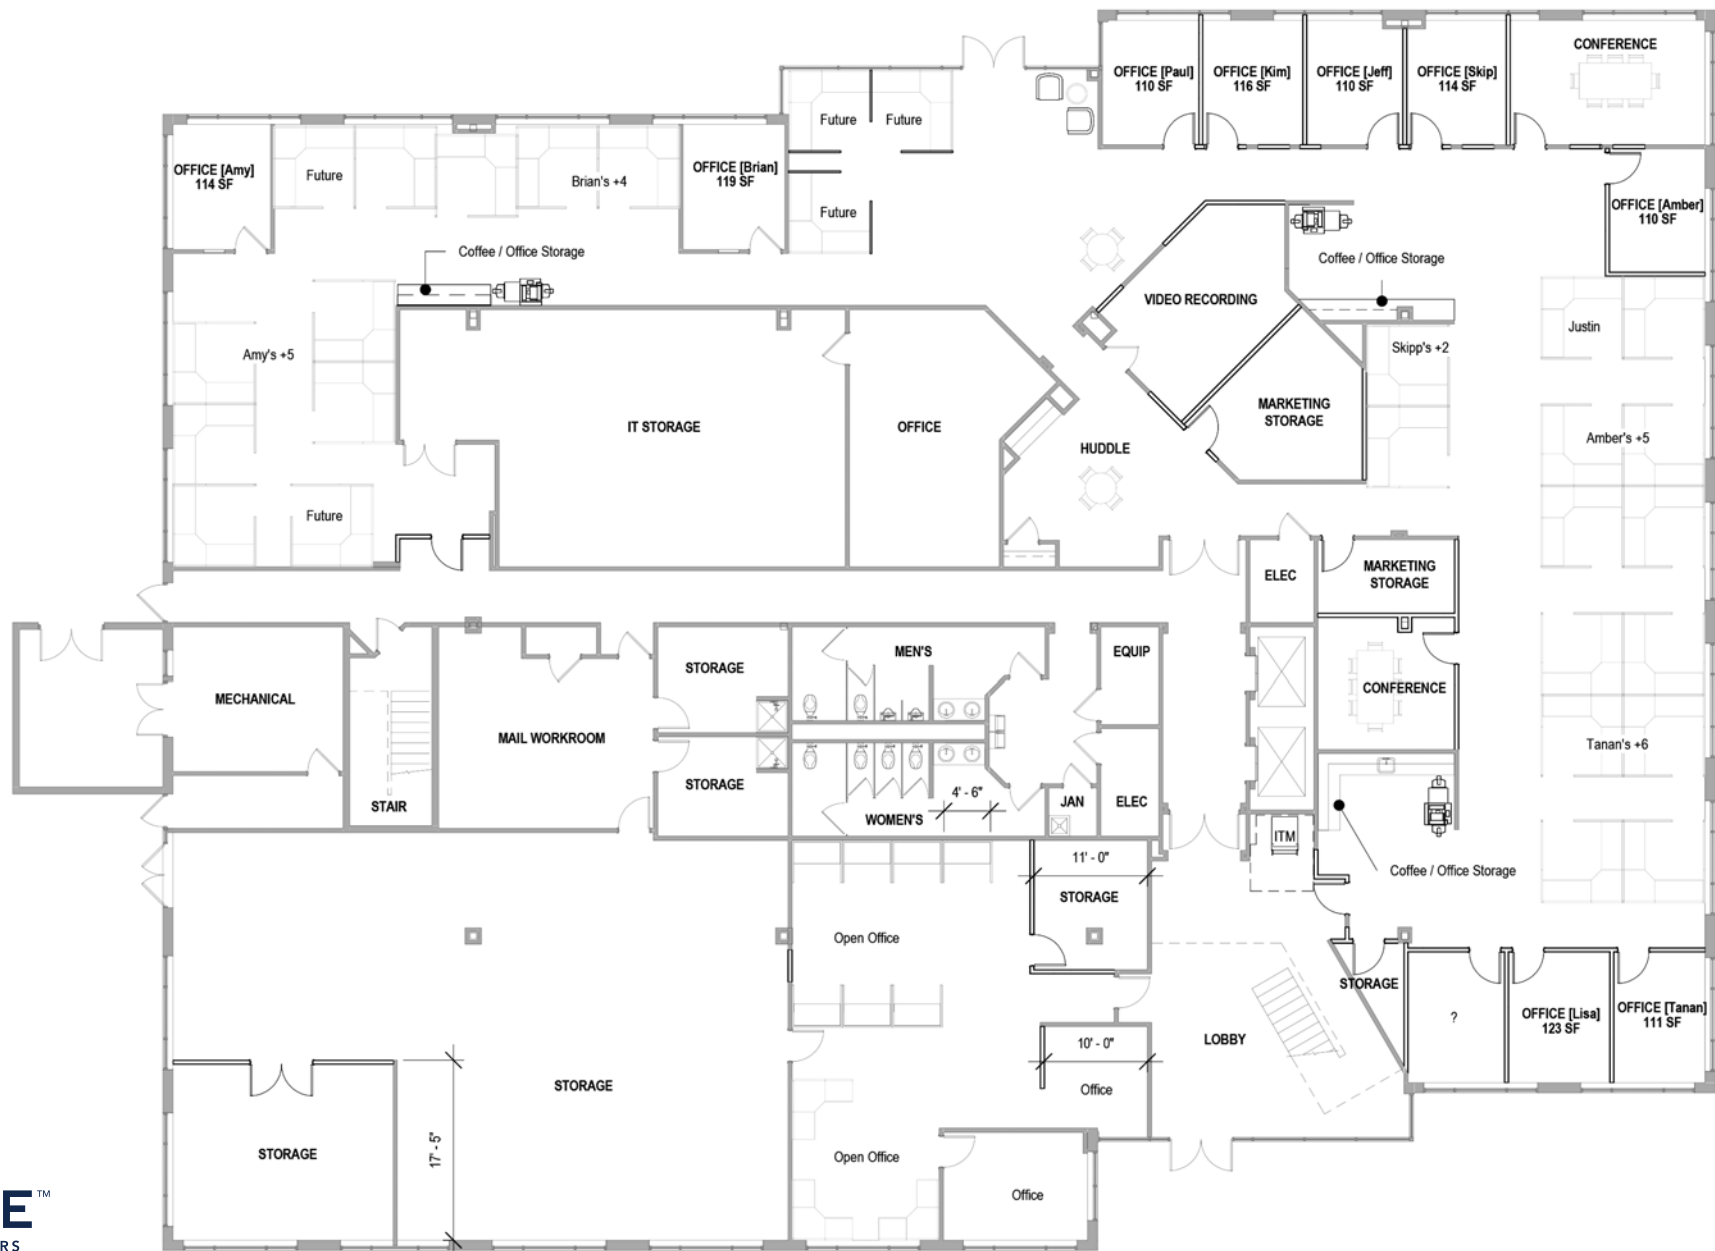 CONFERENCE
OFFICE [Paul]
110 SF
OFFICE [Kim]
116 SF
OFFICE [Jeff]
110 SF
OFFICE [Skip]
114 SF
Future
Future
OFFICE [Amy]
114 SF
Future
Brian's +4
OFFICE [Brian]
119 SF
Future
OFFICE [Amber]
110 SF
Coffee / Office Storage
Coffee / Office Storage
VIDEO RECORDING
Justin
Amy's +5
Skipp's +2
MARKETING
STORAGE
IT STORAGE
OFFICE
HUDDLE
Amber's +5
Future
ELEC
MARKETING
STORAGE
MEN'S
EQUIP
STORAGE
MECHANICAL
CONFERENCE
MAIL WORKROOM
Tanan's +6
STORAGE
4' - 6"
JAN
ELEC
STAIR
WOMEN'S
ITM
11' - 0"
Coffee / Office Storage
STORAGE
Open Office
STORAGE
?
OFFICE [Lisa]
123 SF
OFFICE [Tanan]
111 SF
LOBBY
10' - 0"
STORAGE
Office
17' - 5"
STORAGE
Open Office
Office
E™
RS